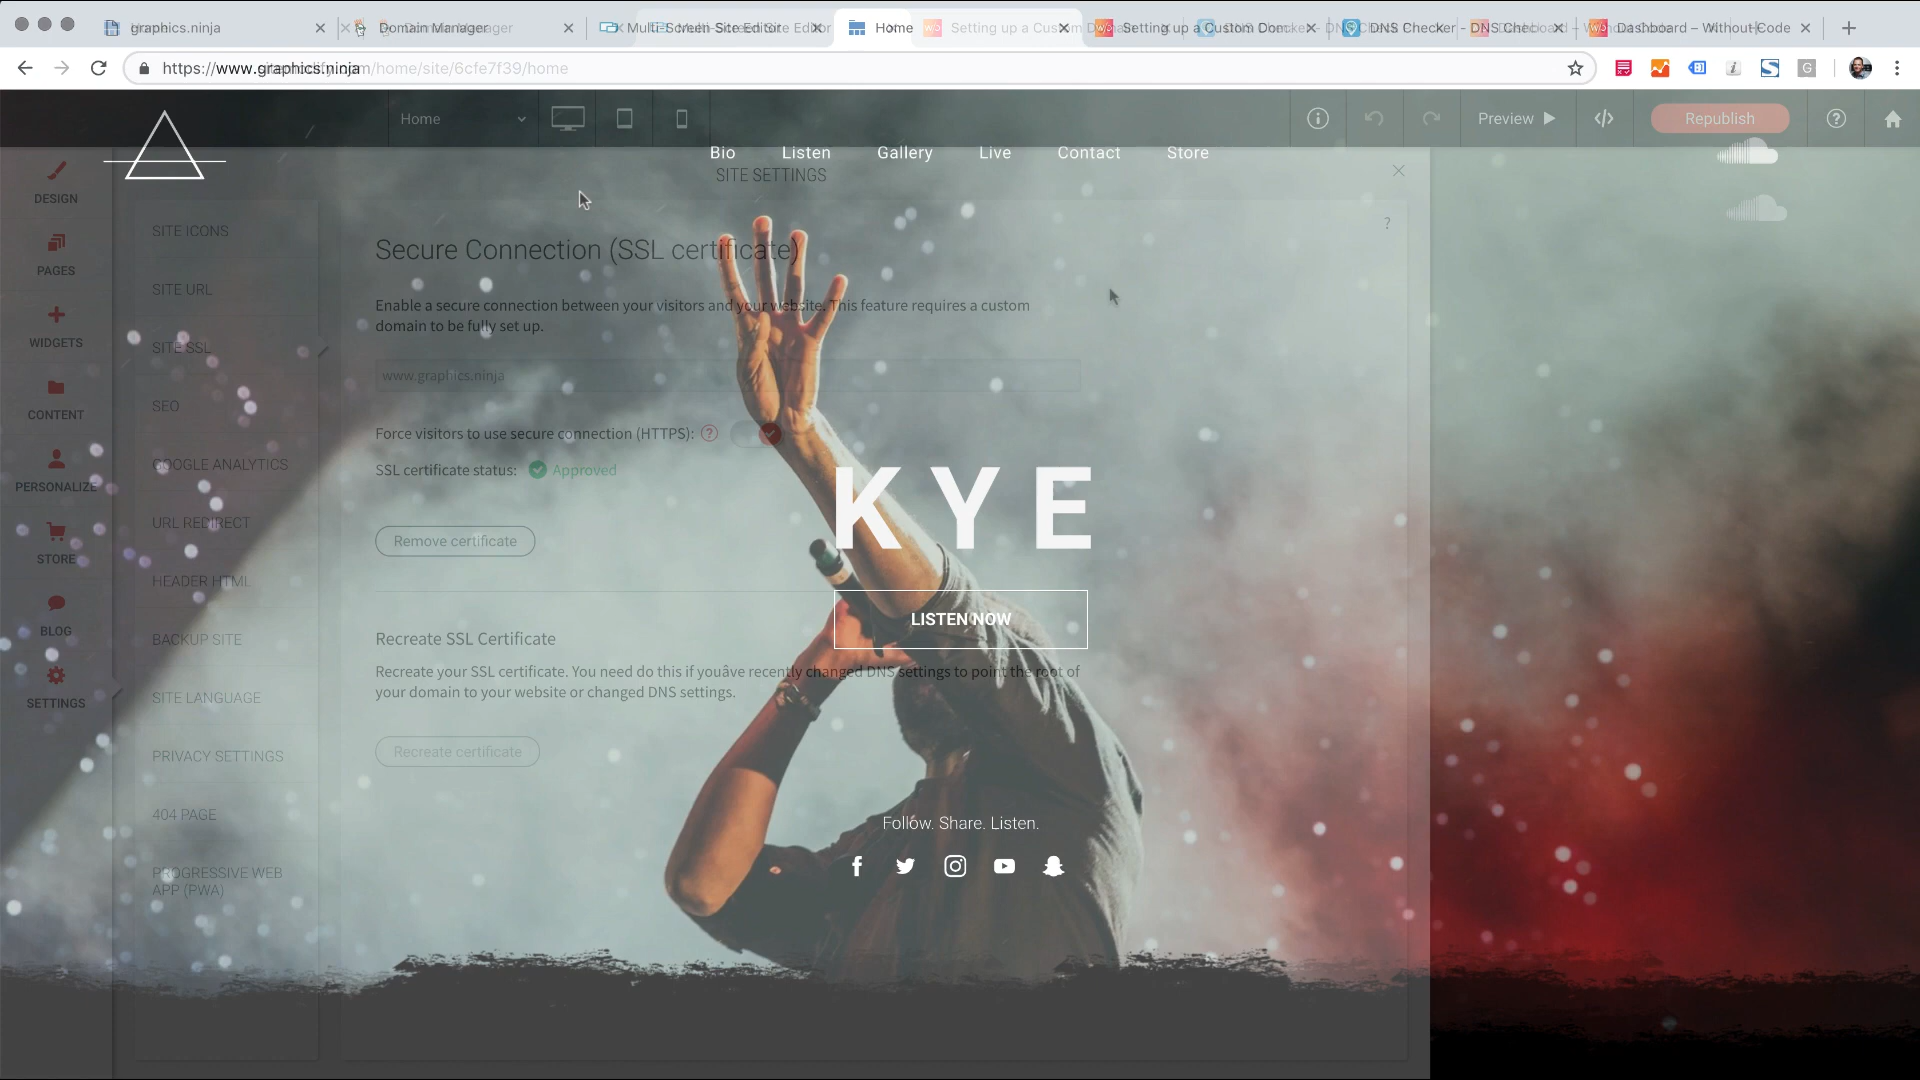 graphics.ninja
Domain Manager
Multi-Screen Site Editor
Home
Setting up a Custom Dom
DNS Checker - DNS Check
Dashboard – Without Code
https://www.graphics.ninja
/home/site/6cfe7f39/home
Home
Preview
Republish
Bio
Listen
Gallery
Live
Contact
Store
SITE SETTINGS
DESIGN
PAGES
WIDGETS
CONTENT
PERSONALIZE
STORE
BLOG
SETTINGS
SITE ICONS
SITE URL
SITE SSL
SEO
GOOGLE ANALYTICS
URL REDIRECT
HEADER HTML
BACKUP SITE
SITE LANGUAGE
PRIVACY SETTINGS
404 PAGE
PROGRESSIVE WEB
APP (PWA)
?
Secure Connection (SSL certificate)
Enable a secure connection between your visitors and your website. This feature requires a custom
domain to be fully set up.
www.graphics.ninja
Force visitors to use secure connection (HTTPS): ?
SSL certificate status: Approved
Remove certificate
Recreate SSL Certificate
Recreate your SSL certificate. You need do this if youâve recently changed DNS settings to point the root of
your domain to your website or changed DNS settings.
Recreate certificate
KYE
LISTEN NOW
Follow. Share. Listen.